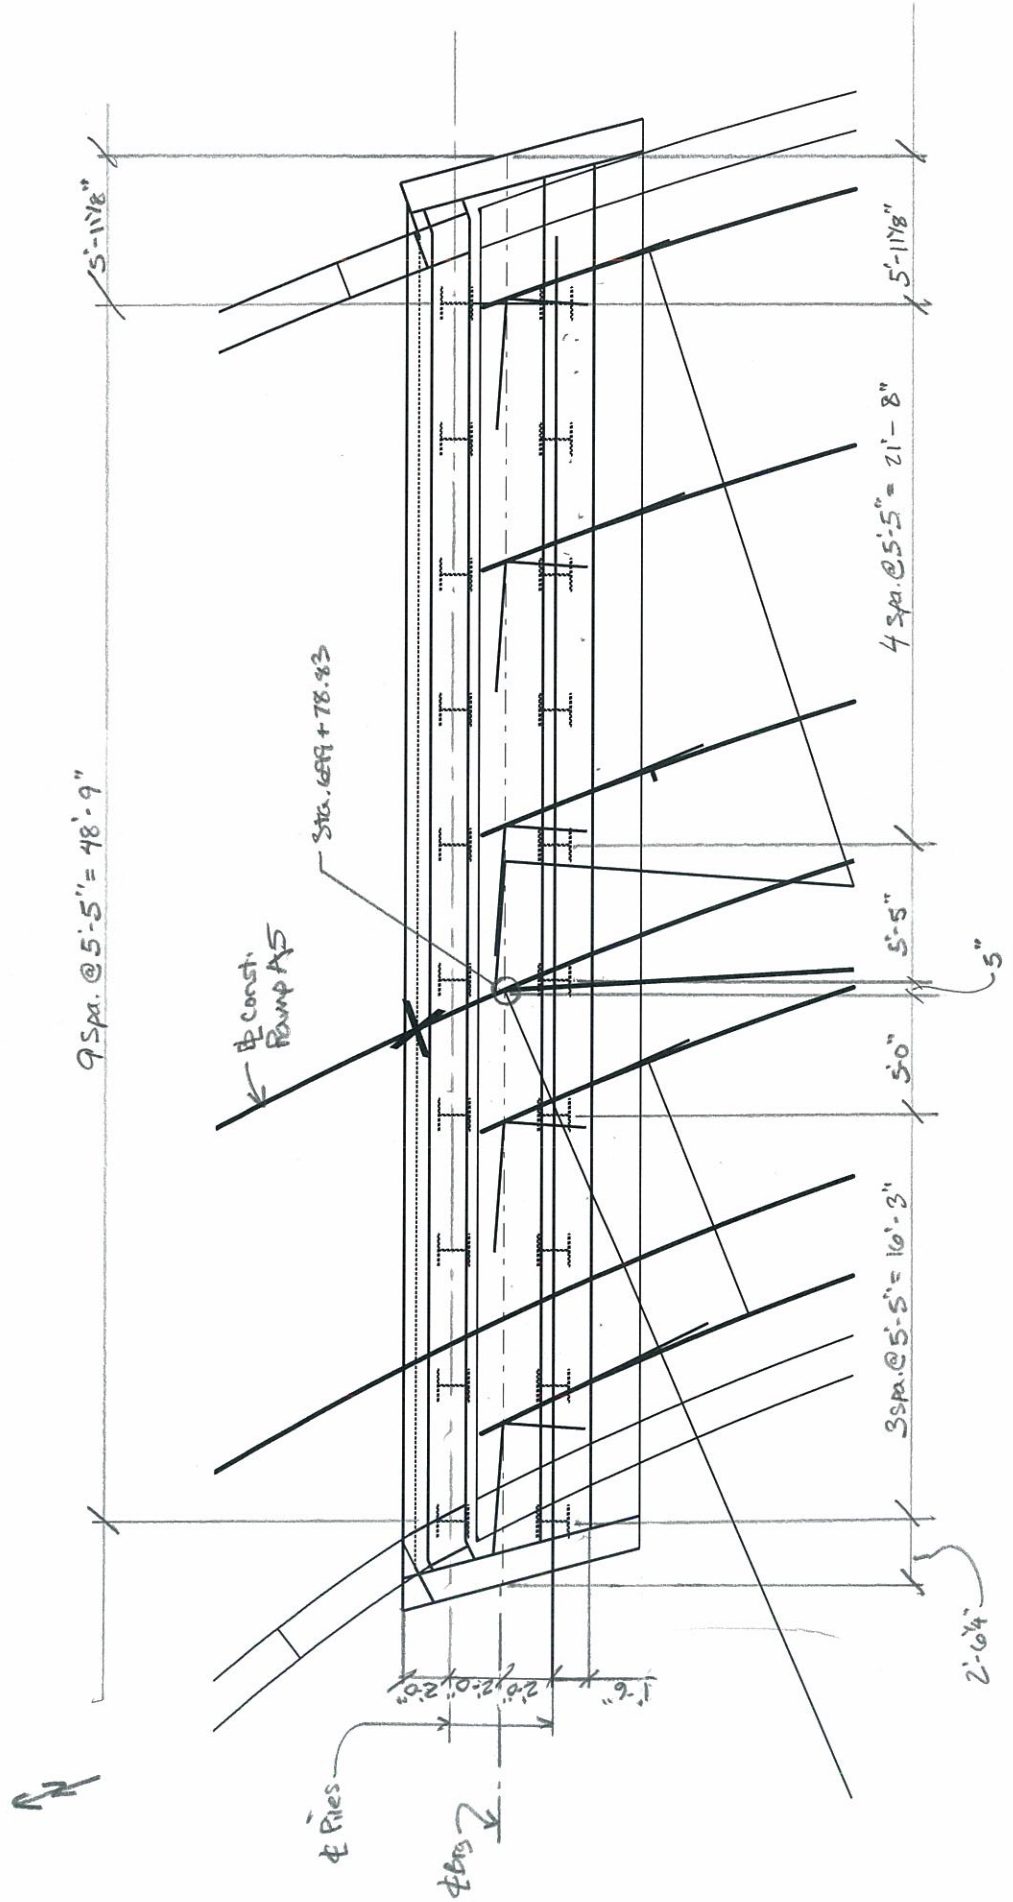 9 Spa. @ 5'-5" = 48'-9"
5'-11⅛"
℄ Const.
Ramp A5
Sta. 699+78.83
5'-11⅛"
4 Spa. @ 5'-5" = 21'-8"
5'-5"
5"
5'-0"
3 Spa. @ 5'-5" = 16'-3"
2'-6¼"
2'-0"
2'-0"
2'-0"
1'-6"
℄ Piles
℄ Brg
N